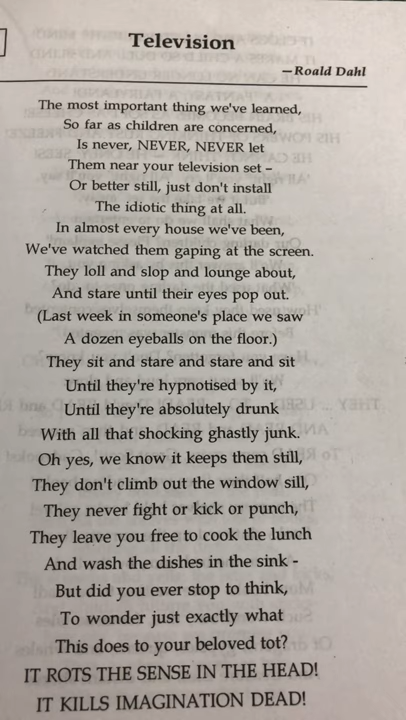 Television
—Roald Dahl
The most important thing we've learned,
So far as children are concerned,
Is never, NEVER, NEVER let
Them near your television set –
Or better still, just don't install
The idiotic thing at all.
In almost every house we've been,
We've watched them gaping at the screen.
They loll and slop and lounge about,
And stare until their eyes pop out.
(Last week in someone's place we saw
A dozen eyeballs on the floor.)
They sit and stare and stare and sit
Until they're hypnotised by it,
Until they're absolutely drunk
With all that shocking ghastly junk.
Oh yes, we know it keeps them still,
They don't climb out the window sill,
They never fight or kick or punch,
They leave you free to cook the lunch
And wash the dishes in the sink -
But did you ever stop to think,
To wonder just exactly what
This does to your beloved tot?
IT ROTS THE SENSE IN THE HEAD!
IT KILLS IMAGINATION DEAD!